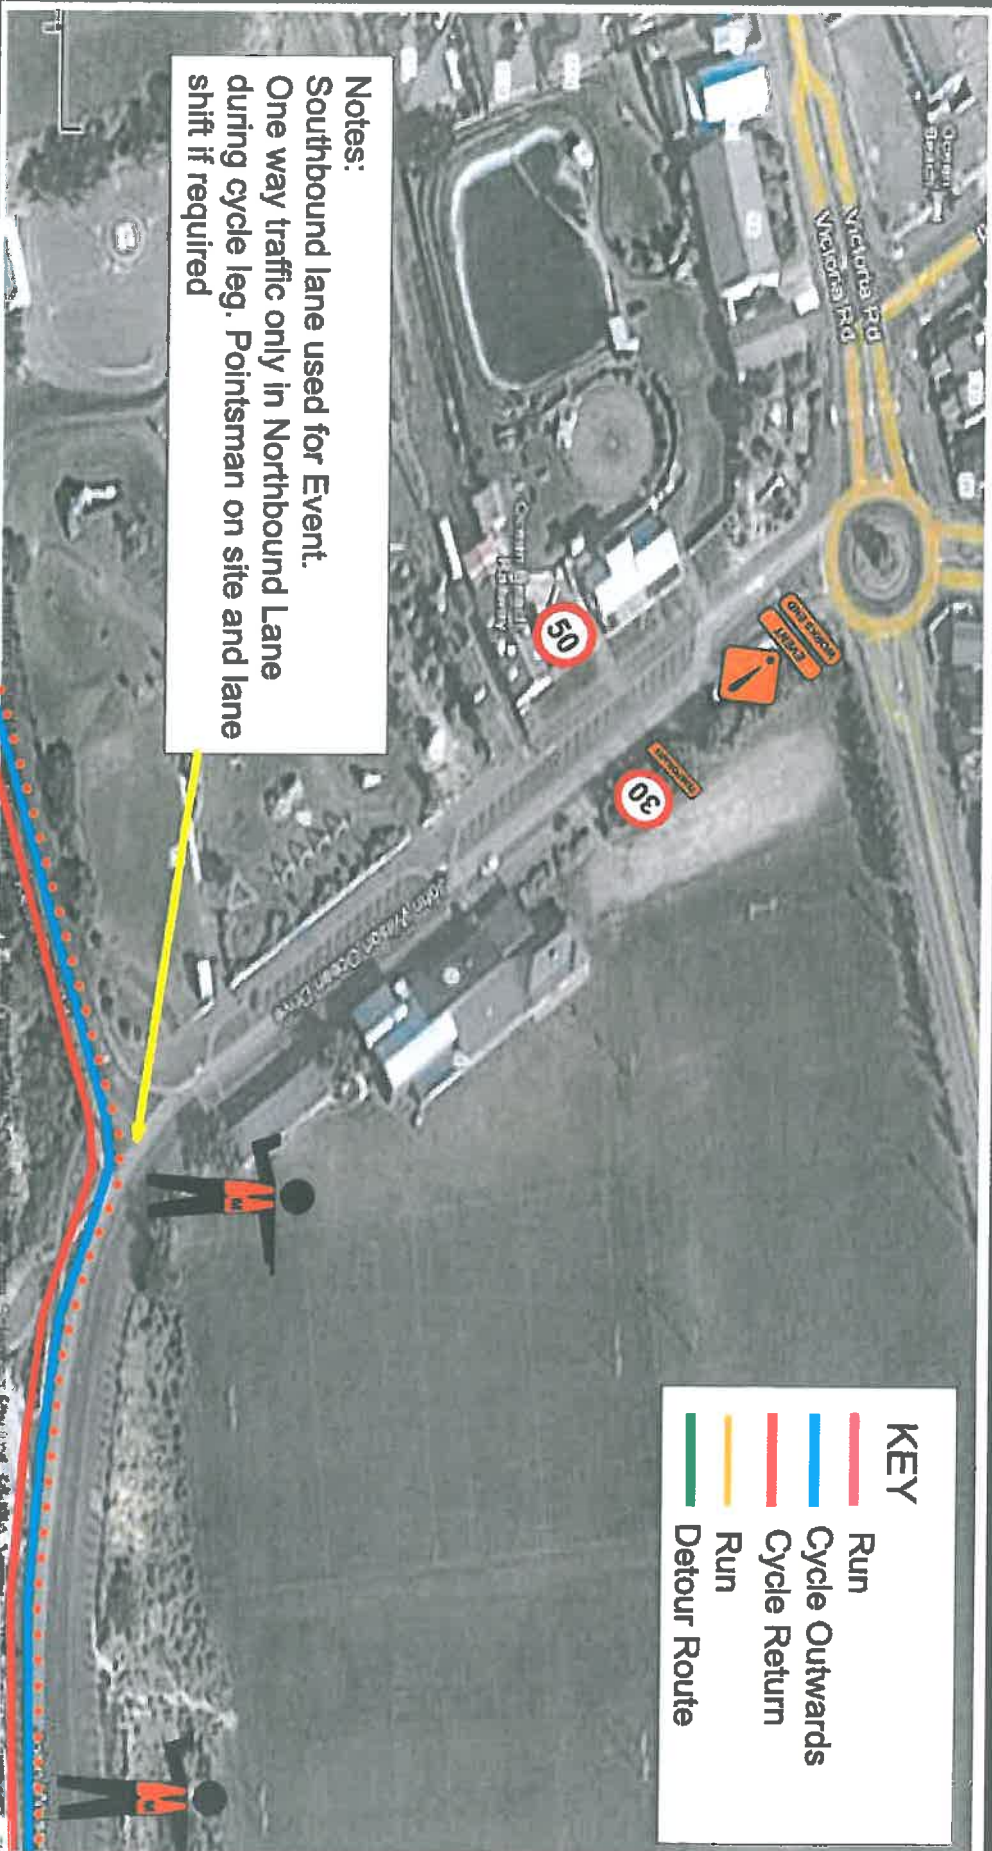 Notes:
Southbound lane used for Event.
One way traffic only in Northbound Lane
during cycle leg. Pointsman on site and lane
shift if required
KEY
Run
Cycle Outwards
Cycle Return
Run
Detour Route
Victoria Rd
Victoria Rd
WORKS END
EVENT
50
TEMPORARY
30
John Wilson Ocean Drive